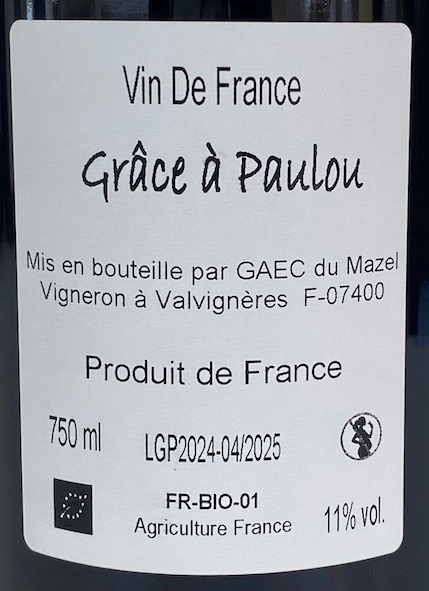 Vin De France
Grâce à Paulou
Mis en bouteille par GAEC du Mazel
Vigneron à Valvignères F-07400
Produit de France
750 ml
LGP2024-04/2025
FR-BIO-01
Agriculture France
11% vol.